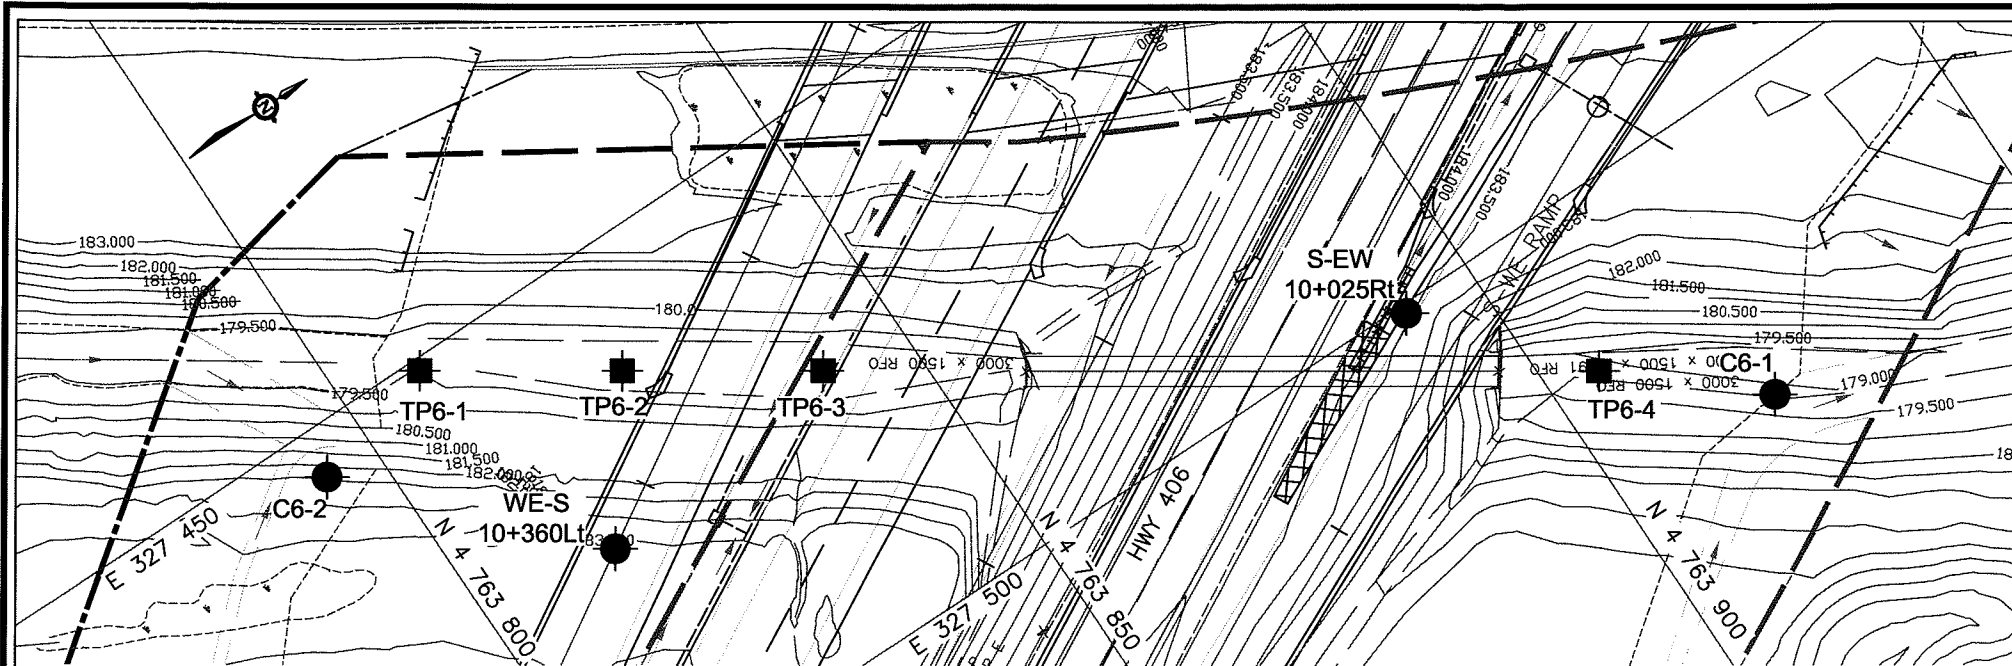 N
183.500
183.500
184.000
184.000
183.500
183.000
182.000
181.500
181.000
180.500
179.500
180.0
S-EW
10+025Rt
S - WE RAMP
182.000
181.500
180.500
179.500
3000 x 1500 RFO
3000 x 1500 RFO
C6-1
179.000
179.500
TP6-1
TP6-2
TP6-3
TP6-4
179.500
180.500
181.000
181.500
182.000
C6-2
WE-S
10+360Lt
HWY 406
E 327 450
N 4 763 800
E 327 500
N 4 763 850
N 4 763 900